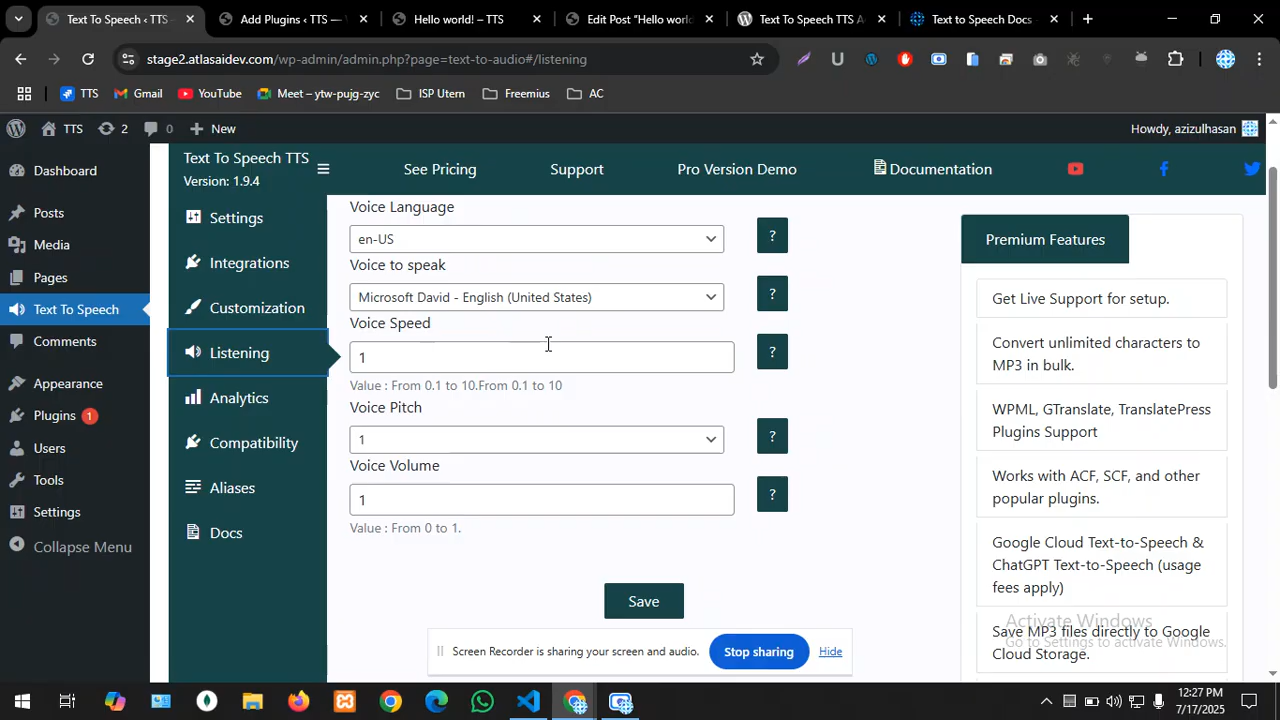 Text To Speech ‹ TTS
Add Plugins ‹ TTS —
Hello world! – TTS
Edit Post "Hello world
Text To Speech TTS A
Text to Speech Docs -
stage2.atlasaidev.com/wp-admin/admin.php?page=text-to-audio#/listening
TTS
Gmail
YouTube
Meet – ytw-pujg-zyc
ISP Utem
Freemius
AC
TTS
2
0
New
Howdy, azizulhasan
Dashboard
Posts
Media
Pages
Text To Speech
Comments
Appearance
Plugins 1
Users
Tools
Settings
Collapse Menu
Text To Speech TTS
Version: 1.9.4
See Pricing
Support
Pro Version Demo
Documentation
Settings
Integrations
Customization
Listening
Analytics
Compatibility
Aliases
Docs
Voice Language
en-US
?
Voice to speak
Microsoft David - English (United States)
?
Voice Speed
1
?
Value : From 0.1 to 10.From 0.1 to 10
Voice Pitch
1
?
Voice Volume
1
?
Value : From 0 to 1.
Save
Premium Features
Get Live Support for setup.
Convert unlimited characters to
MP3 in bulk.
WPML, GTranslate, TranslatePress
Plugins Support
Works with ACF, SCF, and other
popular plugins.
Google Cloud Text-to-Speech &
ChatGPT Text-to-Speech (usage
fees apply)
Save MP3 files directly to Google
Cloud Storage.
Activate Windows
Go to Settings to activate Windows.
Screen Recorder is sharing your screen and audio.
Stop sharing
Hide
12:27 PM
7/17/2025